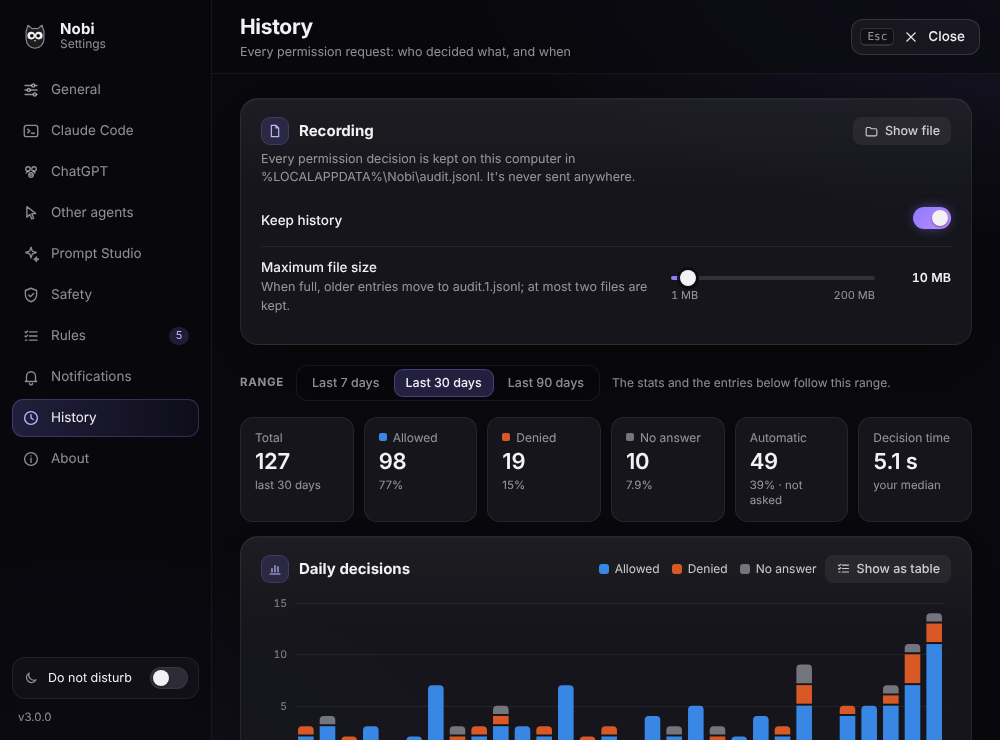 Nobi
Settings
General
Claude Code
ChatGPT
Other agents
Prompt Studio
Safety
Rules
5
Notifications
History
About
Do not disturb
v3.0.0
History
Every permission request: who decided what, and when
Esc
Close
Recording
Show file
Every permission decision is kept on this computer in
%LOCALAPPDATA%\Nobi\audit.jsonl. It's never sent anywhere.
Keep history
Maximum file size
When full, older entries move to audit.1.jsonl; at most two files are
kept.
1 MB
200 MB
10 MB
RANGE
Last 7 days
Last 30 days
Last 90 days
The stats and the entries below follow this range.
Total
127
last 30 days
Allowed
98
77%
Denied
19
15%
No answer
10
7.9%
Automatic
49
39% · not
asked
Decision time
5.1 s
your median
Daily decisions
Allowed
Denied
No answer
Show as table
15
10
5